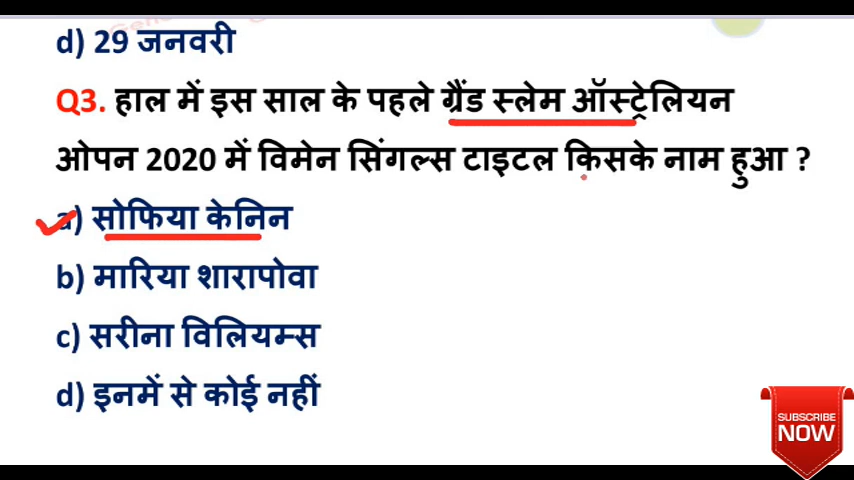 d) 29 जनवरी
Q3. हाल में इस साल के पहले ग्रैंड स्लेम ऑस्ट्रेलियन
ओपन 2020 में विमेन सिंगल्स टाइटल किसके नाम हुआ ?
a) सोफिया केनिन
b) मारिया शारापोवा
c) सरीना विलियम्स
d) इनमें से कोई नहीं
SUBSCRIBE
NOW